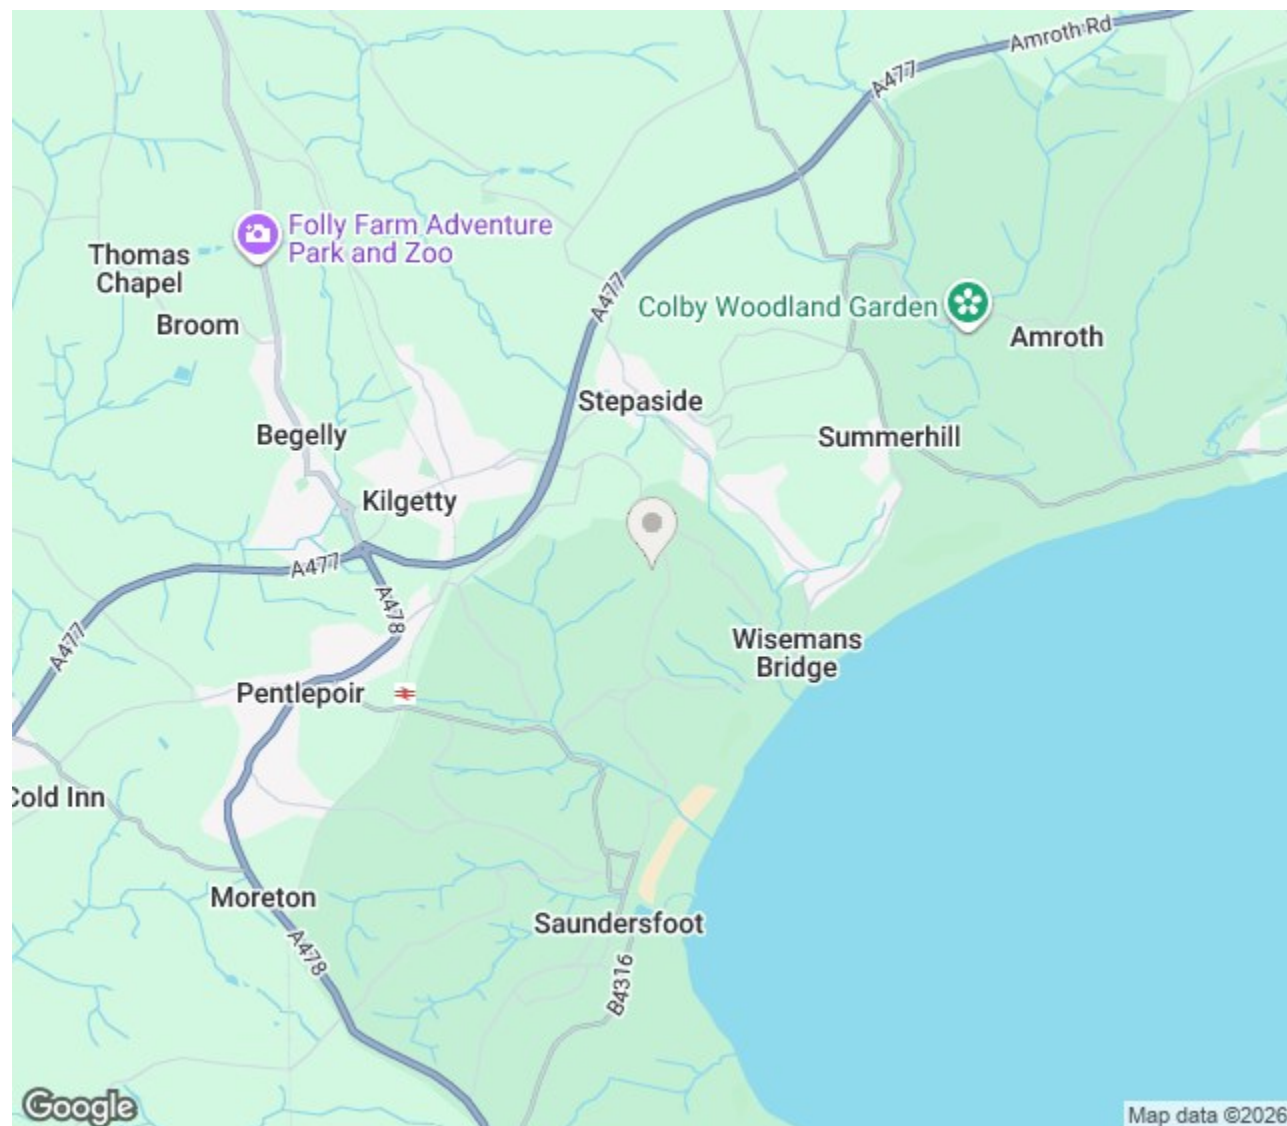 Amroth Rd
A477
Folly Farm Adventure
Park and Zoo
Thomas
Chapel
A477
Colby Woodland Garden
Broom
Amroth
Stepaside
Begelly
Summerhill
Kilgetty
A477
A478
A477
Wisemans
Bridge
Pentlepoir
Cold Inn
Moreton
Saundersfoot
A478
B4316
Google
Map data ©2026